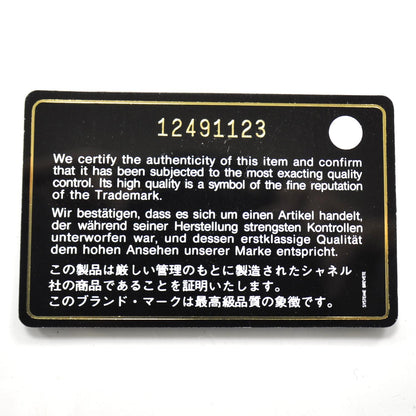 12491123
We certify the authenticity of this item and confirm
that it has been subjected to the most exacting quality
control. Its high quality is a symbol of the fine reputation
of the Trademark.
Wir bestätigen, dass es sich um einen Artikel handelt,
der während seiner Herstellung strengsten Kontrollen
unterworfen war, und dessen erstklassige Qualität
dem hohen Ansehen unserer Marke entspricht.
この製品は厳しい管理のもとに製造されたシャネル
社の商品であることを証明いたします。
このブランド・マークは最高級品質の象徴です。